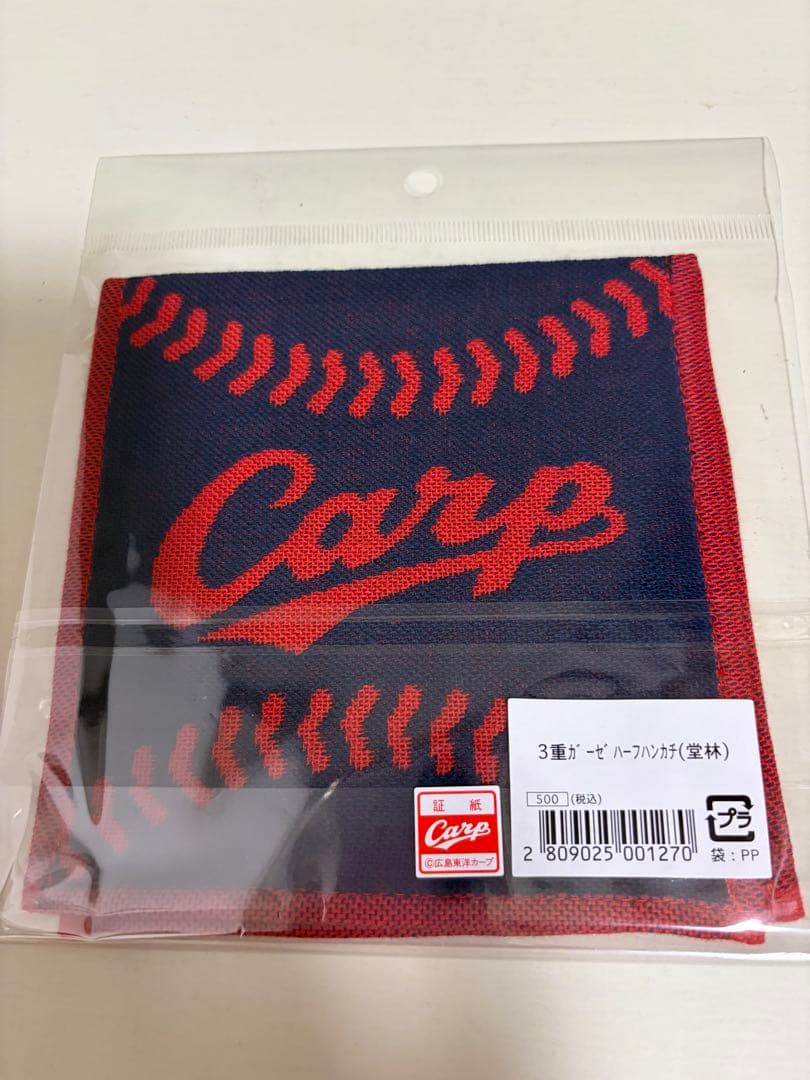 Carp
3重ｶﾞｰｾﾞﾊｰﾌﾊﾝｶﾁ(堂林)
500 (税込)
2 809025 001270
プラ
袋：PP
証紙
Carp
©広島東洋カープ